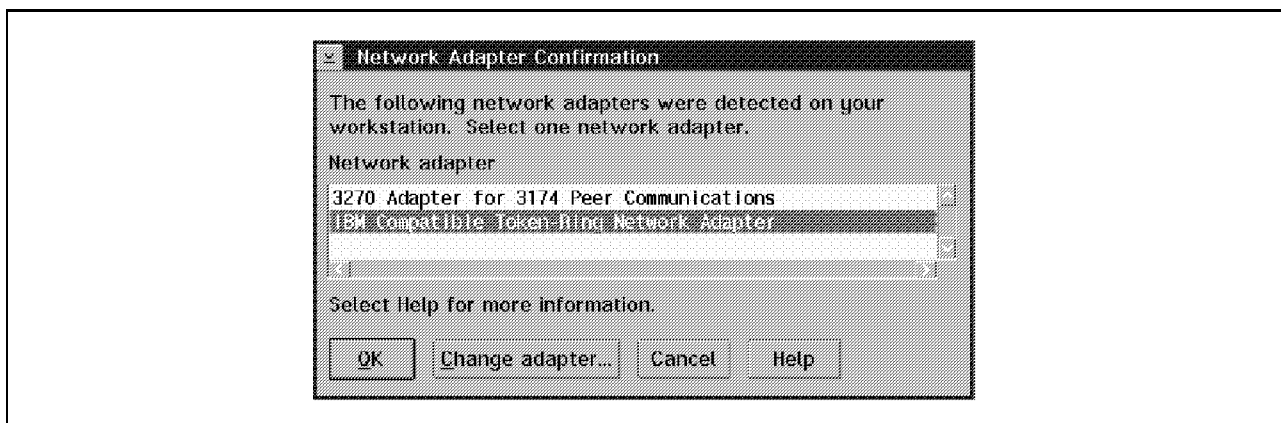 Network Adapter Confirmation
The following network adapters were detected on your
workstation. Select one network adapter.
Network adapter
3270 Adapter for 3174 Peer Communications
IBM Compatible Token-Ring Network Adapter
Select Help for more information.
OK Change adapter... Cancel Help